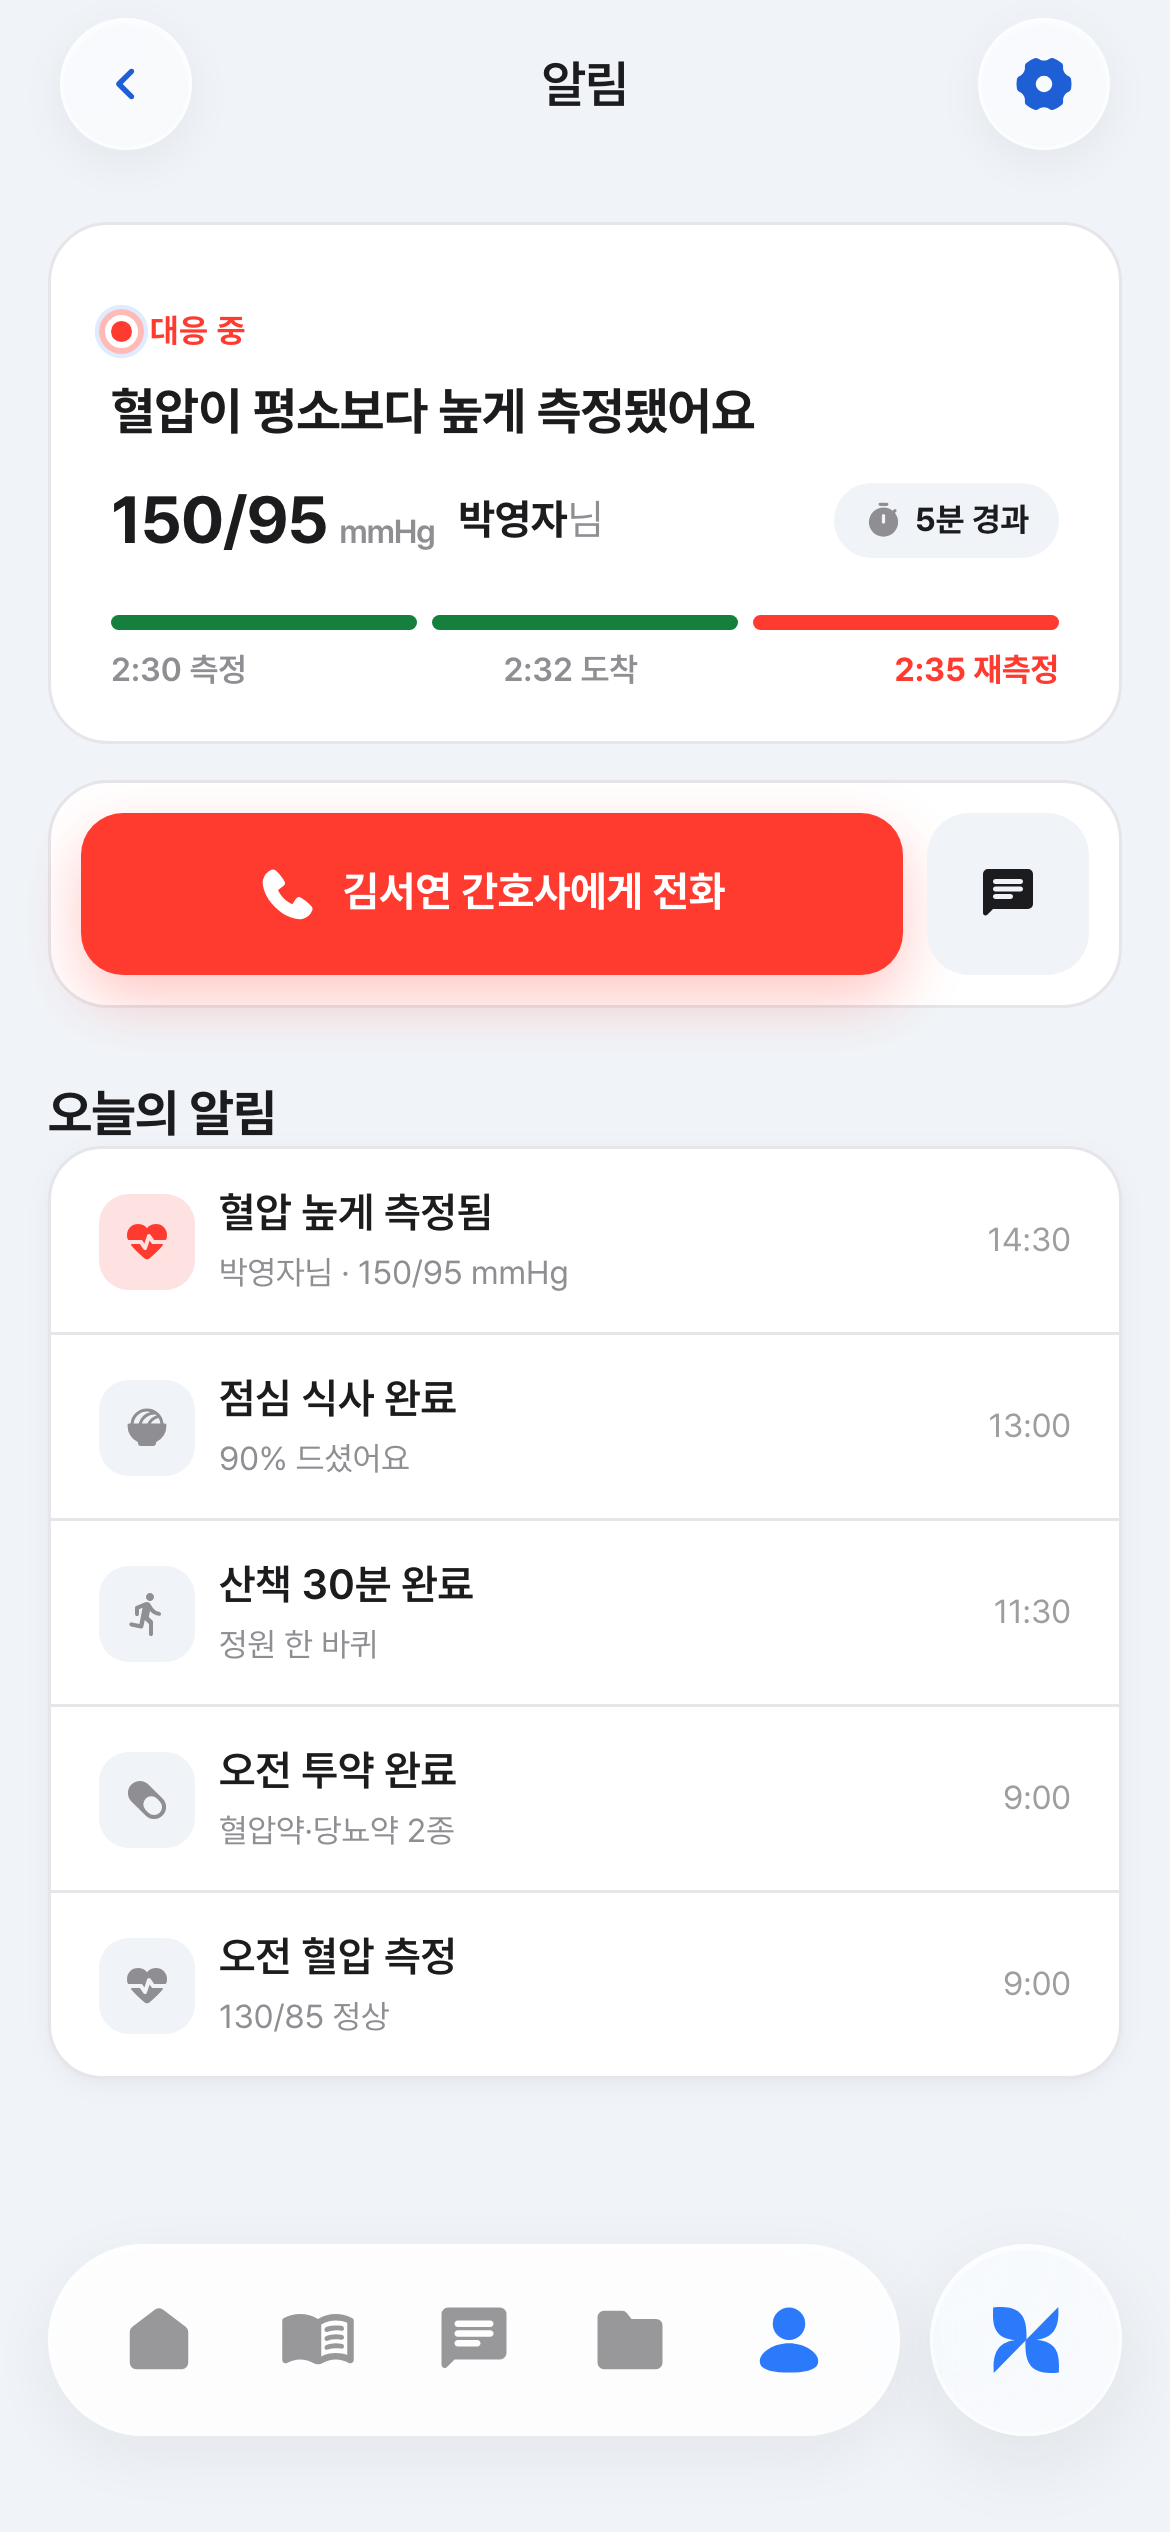 알림
대응 중
혈압이 평소보다 높게 측정됐어요
150/95 mmHg 박영자님
5분 경과
2:30 측정
2:32 도착
2:35 재측정
김서연 간호사에게 전화
오늘의 알림
혈압 높게 측정됨
박영자님 · 150/95 mmHg
14:30
점심 식사 완료
90% 드셨어요
13:00
산책 30분 완료
정원 한 바퀴
11:30
오전 투약 완료
혈압약·당뇨약 2종
9:00
오전 혈압 측정
130/85 정상
9:00